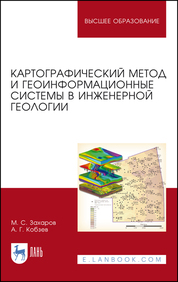 ВЫСШЕЕ ОБРАЗОВАНИЕ
КАРТОГРАФИЧЕСКИЙ МЕТОД
И ГЕОИНФОРМАЦИОННЫЕ
СИСТЕМЫ В ИНЖЕНЕРНОЙ
ГЕОЛОГИИ
М. С. Захаров
А. Г. Кобзев
ЛАНЬ
E.LANBOOK.COM